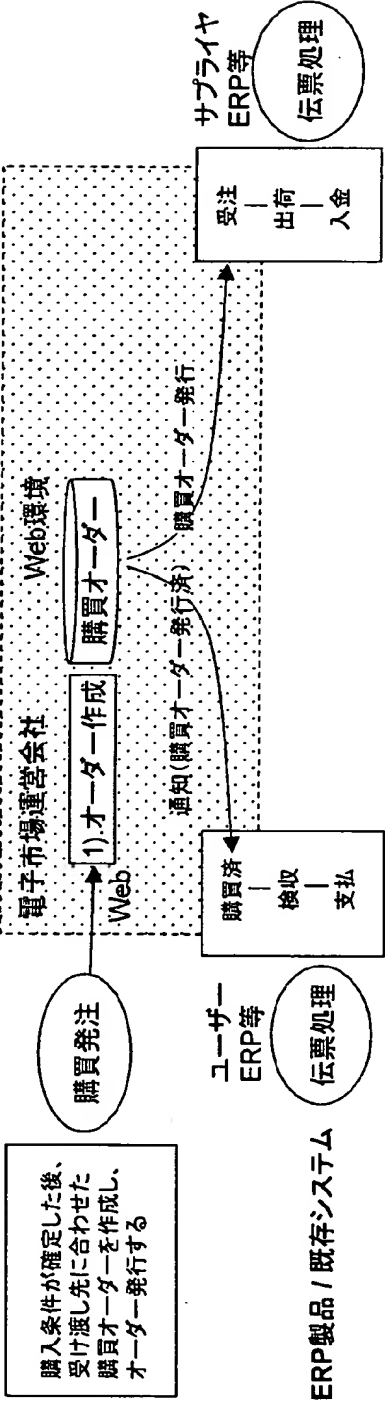 購入条件が確定した後、
受け渡し先に合わせた
購買オーダーを作成し、
オーダー発行する
購買発注
電子市場運営会社
Web環境
1).オーダー作成
購買オーダー
Web
通知(購買オーダー発行済)
購買オーダー発行
ユーザー
ERP等
伝票処理
購買済
検収
支払
サプライヤ
ERP等
伝票処理
受注
出荷
入金
ERP製品 / 既存システム